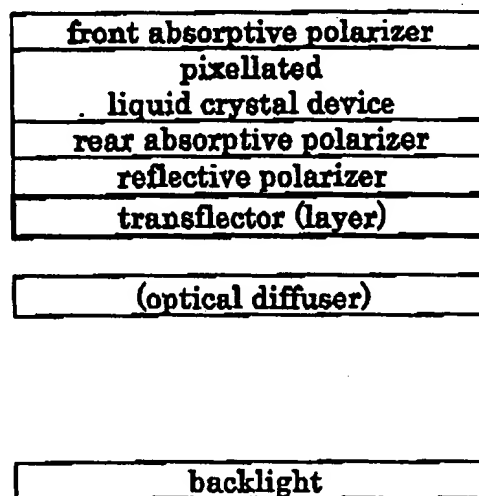 front absorptive polarizer
pixellated
liquid crystal device
rear absorptive polarizer
reflective polarizer
transflector (layer)
(optical diffuser)
backlight